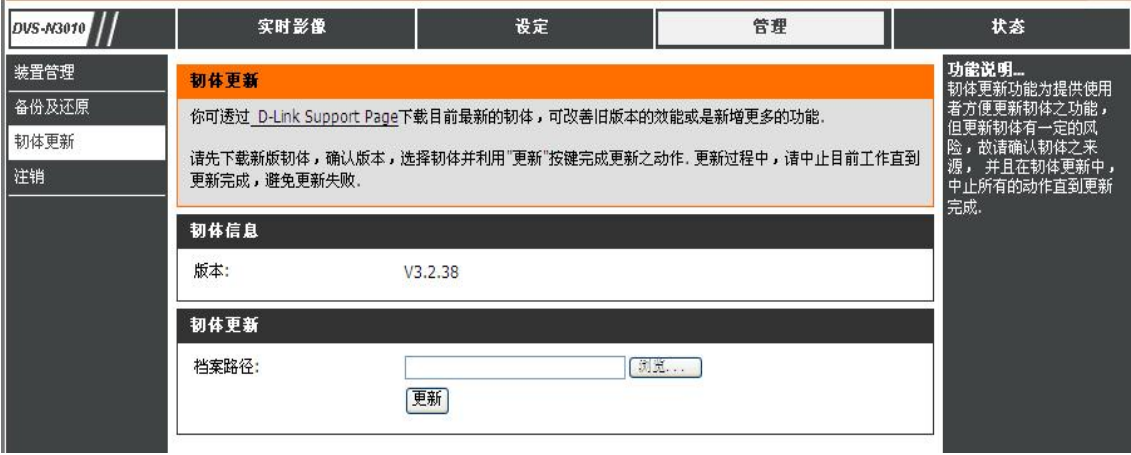 DVS-N3010
实时影像
设定
管理
状态
装置管理
备份及还原
韧体更新
注销
韧体更新
你可透过 D-Link Support Page下载目前最新的韧体，可改善旧版本的效能或是新增更多的功能.
请先下载新版韧体，确认版本，选择韧体并利用"更新"按键完成更新之动作. 更新过程中，请中止目前工作直到
更新完成，避免更新失败.
韧体信息
版本:
V3.2.38
韧体更新
档案路径:
浏览...
更新
功能说明...
韧体更新功能为提供使用
者方便更新韧体之功能，
但更新韧体有一定的风
险，故请确认韧体之来
源， 并且在韧体更新中，
中止所有的动作直到更新
完成.